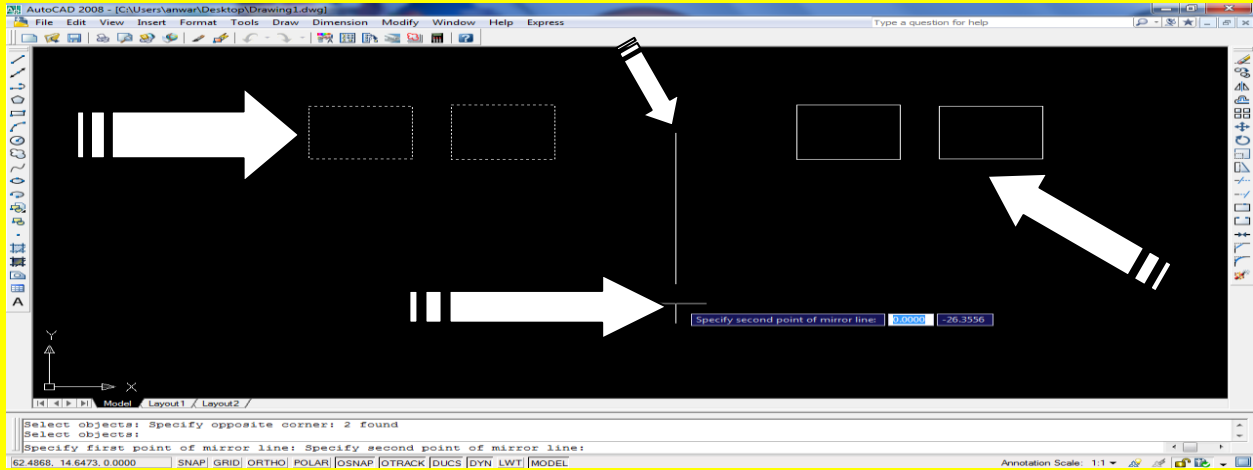 AutoCAD 2008 - [C:\Users\anwar\Desktop\Drawing1.dwg]
File Edit View Insert Format Tools Draw Dimension Modify Window Help Express Type a question for help
A
Specify second point of mirror line: 0.0000 -26.3556
Y
X
Model Layout1 Layout2
Select objects: Specify opposite corner: 2 found
Select objects:
Specify first point of mirror line: Specify second point of mirror line:
62.4868, 14.6473, 0.0000 SNAP GRID ORTHO POLAR OSNAP OTRACK DUCS DYN LWT MODEL Annotation Scale: 1:1